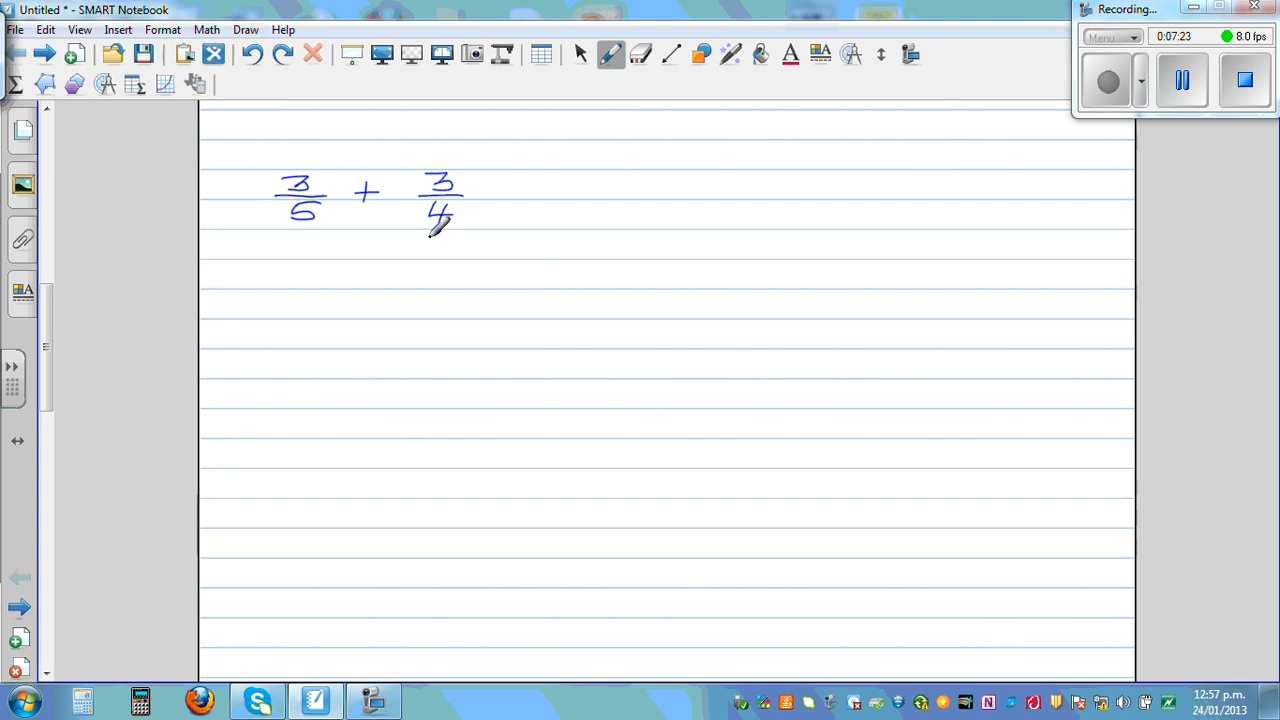 Untitled * - SMART Notebook
File Edit View Insert Format Math Draw Help
Recording...
Menu 0:07:23 8.0 fps
3/5 + 3/4
12:57 p.m.
24/01/2013